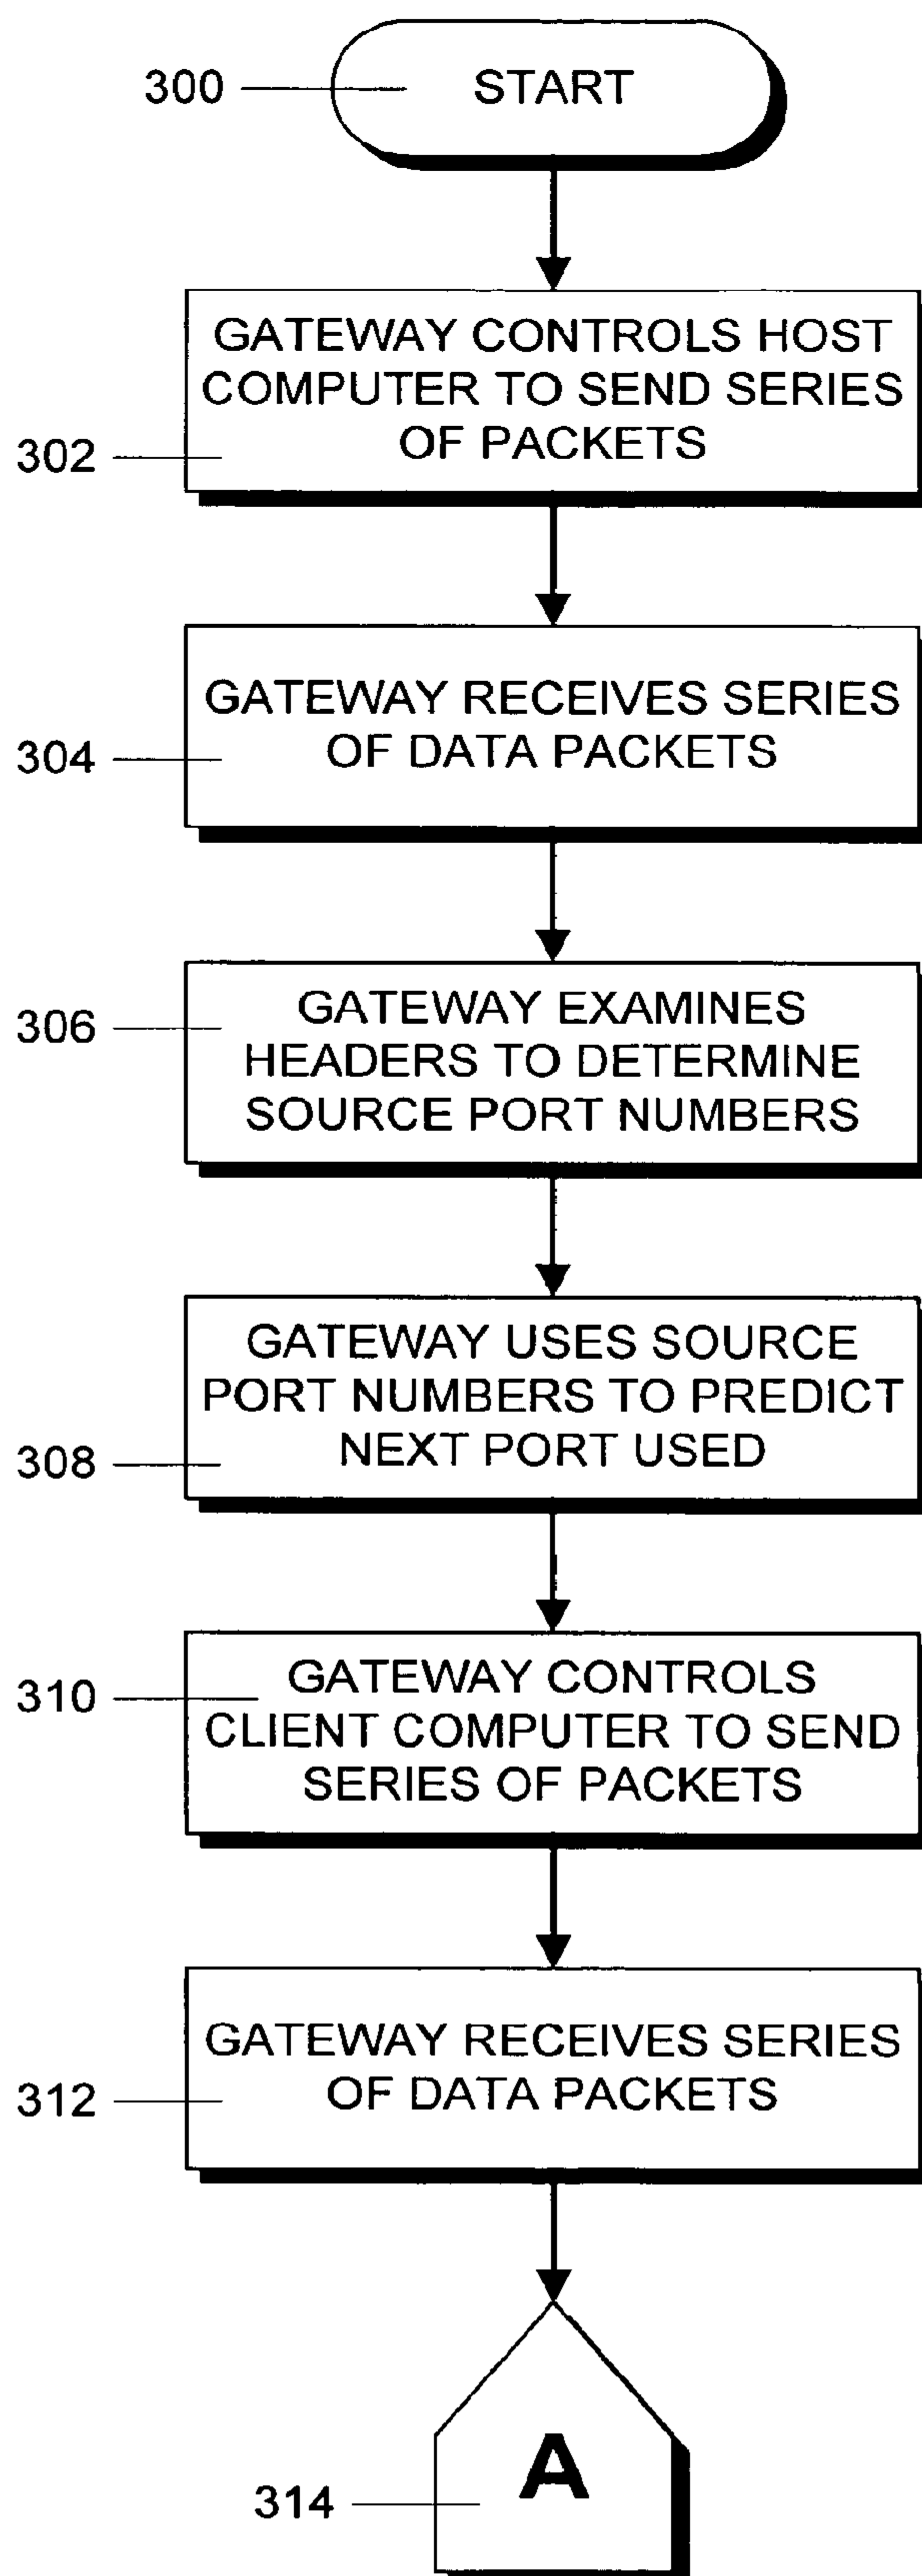 300
START
GATEWAY CONTROLS HOST
COMPUTER TO SEND SERIES
OF PACKETS
302
GATEWAY RECEIVES SERIES
OF DATA PACKETS
304
GATEWAY EXAMINES
HEADERS TO DETERMINE
SOURCE PORT NUMBERS
306
GATEWAY USES SOURCE
PORT NUMBERS TO PREDICT
NEXT PORT USED
308
GATEWAY CONTROLS
CLIENT COMPUTER TO SEND
SERIES OF PACKETS
310
GATEWAY RECEIVES SERIES
OF DATA PACKETS
312
A
314